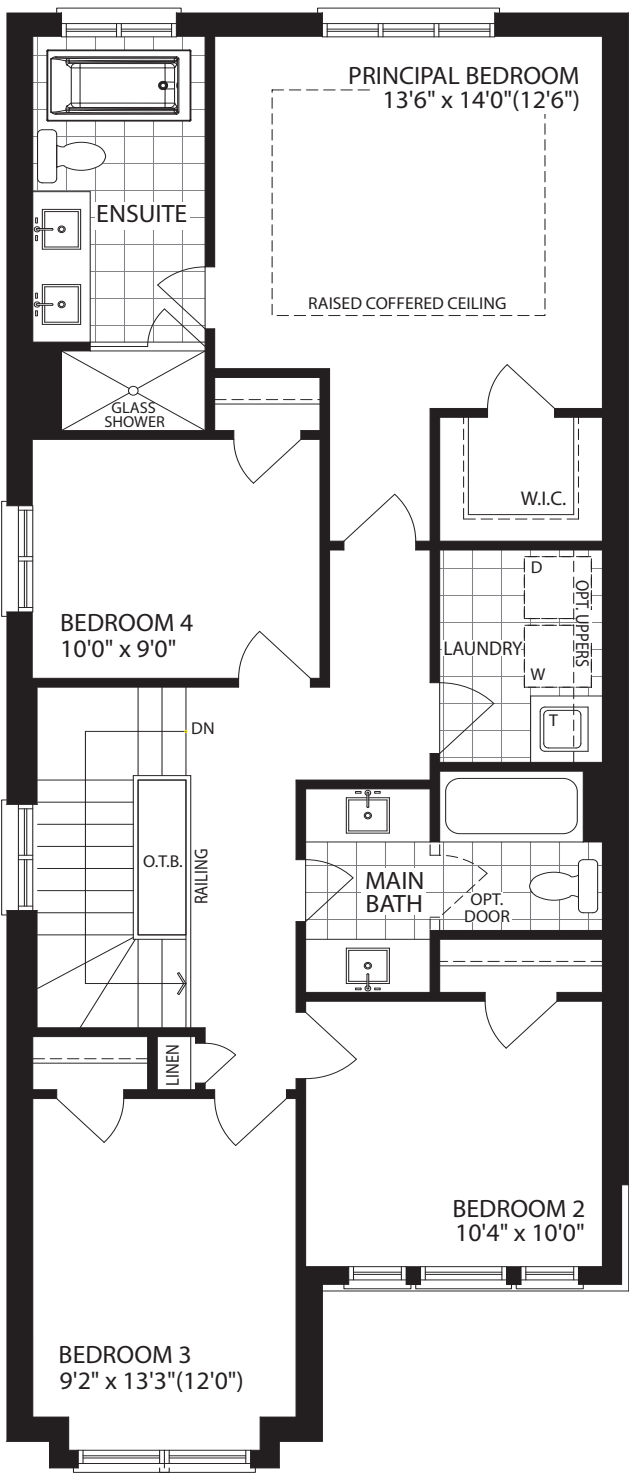 PRINCIPAL BEDROOM
13'6" x 14'0"(12'6")
ENSUITE
RAISED COFFERED CEILING
GLASS
SHOWER
W.I.C.
BEDROOM 4
10'0" x 9'0"
D
OPT. UPPERS
LAUNDRY
W
T
DN
O.T.B.
RAILING
MAIN
BATH
OPT.
DOOR
LINEN
BEDROOM 2
10'4" x 10'0"
BEDROOM 3
9'2" x 13'3"(12'0")